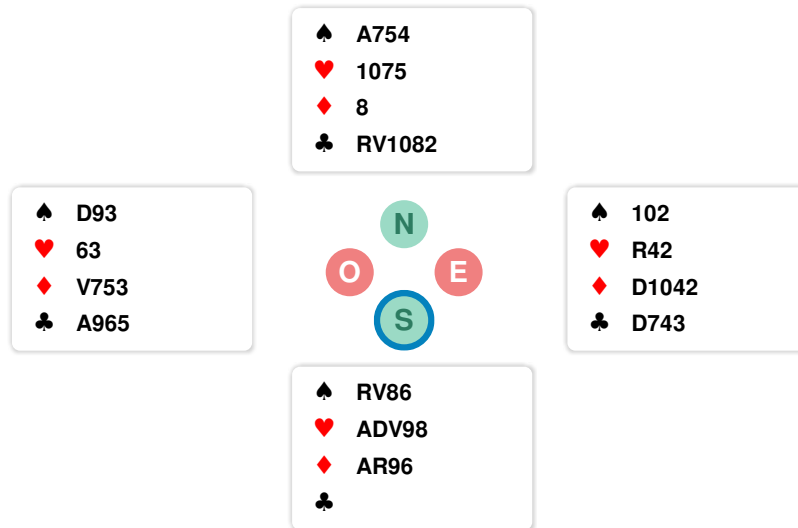 ♠ A754
♥ 1075
♦ 8
♣ RV1082
♠ D93
♥ 63
♦ V753
♣ A965
N
O E
S
♠ 102
♥ R42
♦ D1042
♣ D743
♠ RV86
♥ ADV98
♦ AR96
♣